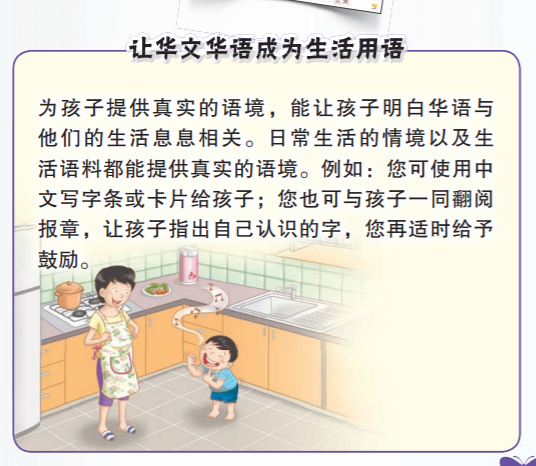 让华文华语成为生活用语
为孩子提供真实的语境，能让孩子明白华语与
他们的生活息息相关。日常生活的情境以及生
活语料都能提供真实的语境。例如：您可使用中
文写字条或卡片给孩子；您也可与孩子一同翻阅
报章，让孩子指出自己认识的字，您再适时给予
鼓励。